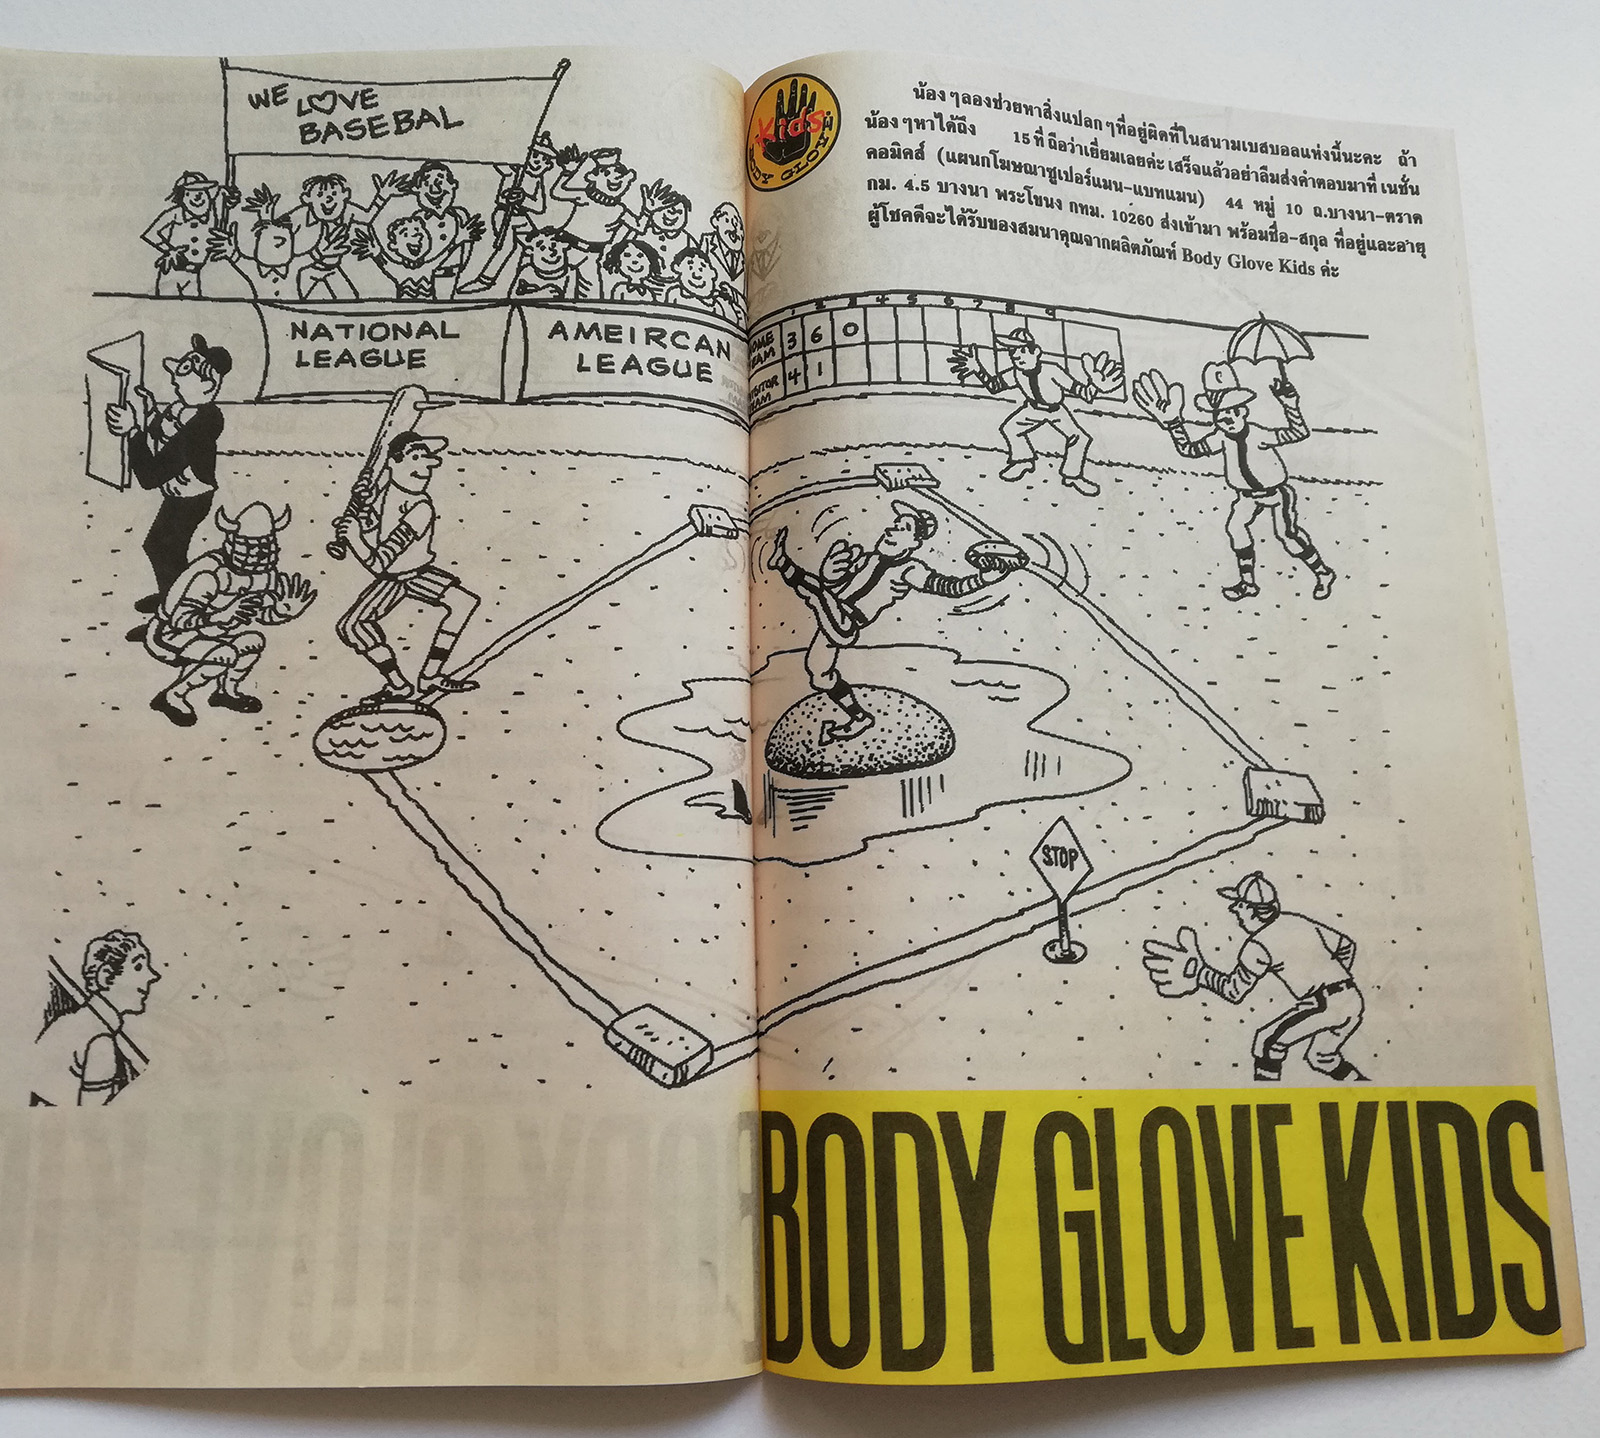 WE LOVE
BASEBAL
NATIONAL
LEAGUE
AMEIRCAN
LEAGUE
Kids
BODY GLOVE
น้องๆลองช่วยหาสิ่งแปลกๆที่อยู่ผิดที่ในสนามเบสบอลแห่งนี้นะคะ ถ้า
น้องๆหาได้ถึง 15 ที่ ถือว่าเยี่ยมเลยค่ะ เสร็จแล้วอย่าลืมส่งคำตอบมาที่ เนชั่น
คอมิคส์ (แผนกโฆษณาซูเปอร์แมน-แบทแมน) 44 หมู่ 10 ถ.บางนา-ตราด
กม. 4.5 บางนา พระโขนง กทม. 10260 ส่งเข้ามา พร้อมชื่อ-สกุล ที่อยู่และอายุ
ผู้โชคดีจะได้รับของสมนาคุณจากผลิตภัณฑ์ Body Glove Kids ค่ะ
1 2 3 4 5 6 7 8 9
HOME TEAM 3 6 0
VISITOR TEAM 4 1
STOP
BODY GLOVE KIDS